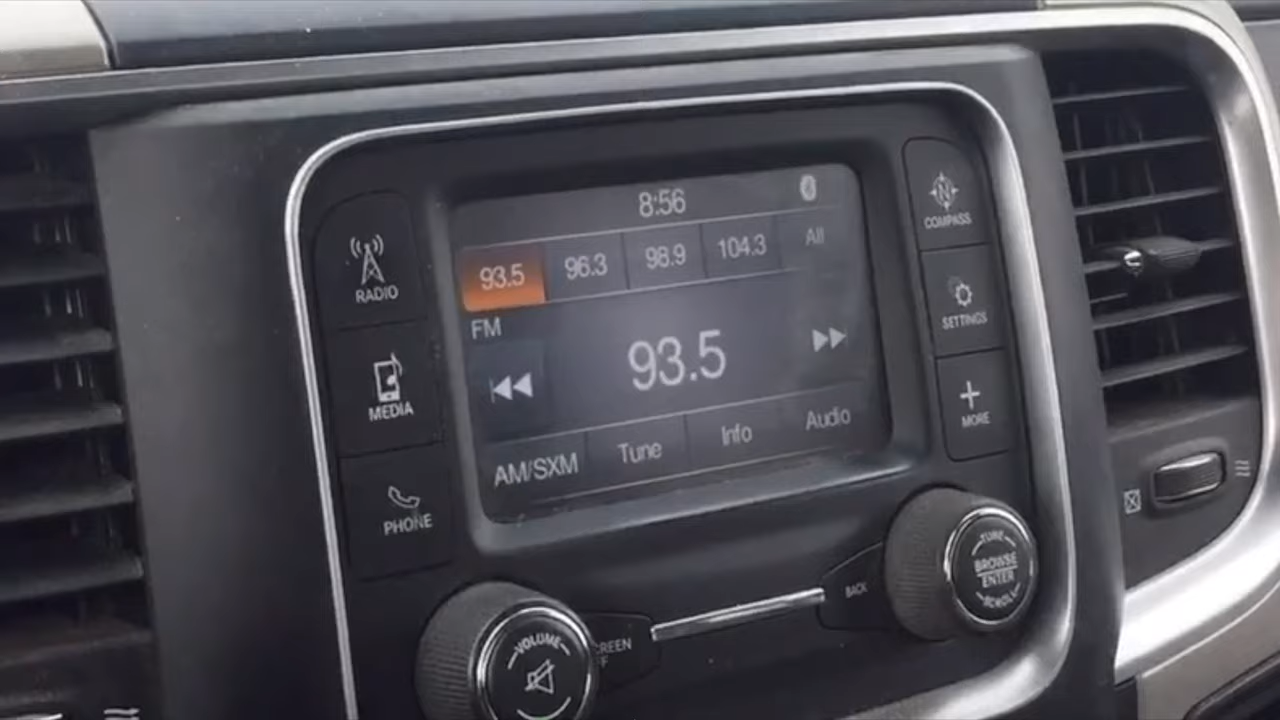 8:56
93.5 96.3 98.9 104.3 All
FM
93.5
AM/SXM Tune Info Audio
RADIO
MEDIA
PHONE
N
COMPASS
SETTINGS
MORE
VOLUME
BACK
TUNE
BROWSE
ENTER
SCROLL